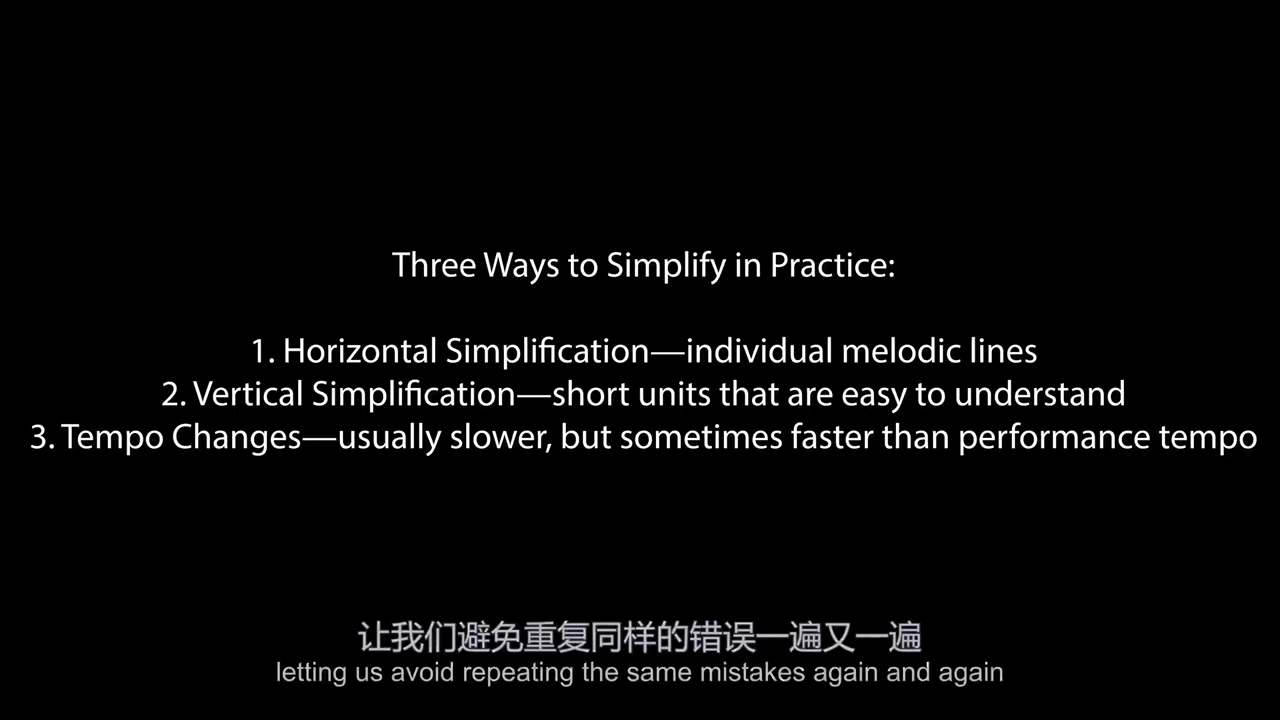 Three Ways to Simplify in Practice:
1. Horizontal Simplification—individual melodic lines
2. Vertical Simplification—short units that are easy to understand
3. Tempo Changes—usually slower, but sometimes faster than performance tempo
让我们避免重复同样的错误一遍又一遍
letting us avoid repeating the same mistakes again and again